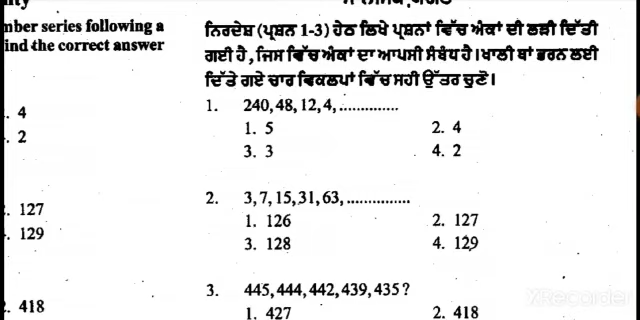 nber series following a
ind the correct answer
. 4
. 2
. 127
. 129
. 418
ਨਿਰਦੇਸ਼ (ਪ੍ਰਸ਼ਨ 1-3) ਹੇਠ ਲਿਖੇ ਪ੍ਰਸ਼ਨਾਂ ਵਿੱਚ ਅੰਕਾਂ ਦੀ ਲੜੀ ਦਿੱਤੀ
ਗਈ ਹੈ, ਜਿਸ ਵਿੱਚ ਅੰਕਾਂ ਦਾ ਆਪਸੀ ਸੰਬੰਧ ਹੈ। ਖਾਲੀ ਥਾਂ ਭਰਨ ਲਈ
ਦਿੱਤੇ ਗਏ ਚਾਰ ਵਿਕਲਪਾਂ ਵਿੱਚੋਂ ਸਹੀ ਉੱਤਰ ਚੁਣੋ।
1. 240, 48, 12, 4, ..............
1. 5 2. 4
3. 3 4. 2
2. 3, 7, 15, 31, 63, ...............
1. 126 2. 127
3. 128 4. 129
3. 445, 444, 442, 439, 435 ?
1. 427 2. 418
XRecorder